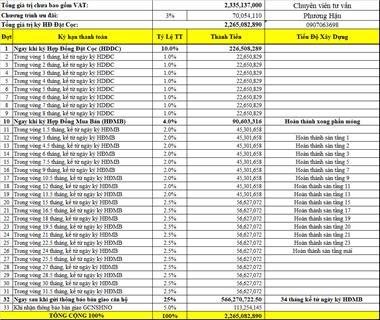 Tổng giá trị chưa bao gồm VAT: 2,335,137,000 Chuyên viên tư vấn
Chương trình ưu đãi: 3% 70,054,110 Phương Hậu
Tổng giá ký HĐ Đặt Cọc: 2,265,082,890 0907063698
Đợt Kỳ hạn thanh toán Tỷ Lệ TT Thành Tiền Tiến Độ Xây Dựng
1 Ngay khi ký Hợp Đồng Đặt Cọc (HĐĐC) 10.0% 226,508,289
2 Trong vòng 1 tháng, kể từ ngày ký HĐĐC 1.0% 22,650,829
3 Trong vòng 2 tháng, kể từ ngày ký HĐĐC 1.0% 22,650,829
4 Trong vòng 3 tháng, kể từ ngày ký HĐĐC 1.0% 22,650,829
5 Trong vòng 4 tháng, kể từ ngày ký HĐĐC 1.0% 22,650,829
6 Trong vòng 5 tháng, kể từ ngày ký HĐĐC 1.0% 22,650,829
7 Trong vòng 6 tháng, kể từ ngày ký HĐĐC 1.0% 22,650,829
8 Trong vòng 7 tháng, kể từ ngày ký HĐĐC 1.0% 22,650,829
9 Trong vòng 8 tháng, kể từ ngày ký HĐĐC 1.0% 22,650,829
10 Ngay khi ký Hợp Đồng Mua Bán (HĐMB) 4.0% 90,603,316 Hoàn thành xong phần móng
11 Trong vòng 1.5 tháng, kể từ ngày ký HĐMB 2.0% 45,301,658
12 Trong vòng 3 tháng, kể từ ngày ký HĐMB 2.0% 45,301,658 Hoàn thành sàn tầng 1
13 Trong vòng 4.5 tháng, kể từ ngày ký HĐMB 2.0% 45,301,658 Hoàn thành sàn tầng 2
14 Trong vòng 6 tháng, kể từ ngày ký HĐMB 2.0% 45,301,658 Hoàn thành sàn tầng 3
15 Trong vòng 7.5 tháng, kể từ ngày ký HĐMB 2.0% 45,301,658 Hoàn thành sàn tầng 5
16 Trong vòng 9 tháng, kể từ ngày ký HĐMB 2.0% 45,301,658 Hoàn thành sàn tầng 7
17 Trong vòng 10.5 tháng, kể từ ngày ký HĐMB 2.0% 45,301,658 Hoàn thành sàn tầng 9
18 Trong vòng 12 tháng, kể từ ngày ký HĐMB 2.0% 45,301,658 Hoàn thành sàn tầng 11
19 Trong vòng 13.5 tháng, kể từ ngày ký HĐMB 2.0% 45,301,658 Hoàn thành sàn tầng 13
20 Trong vòng 15 tháng, kể từ ngày ký HĐMB 2.5% 56,627,072 Hoàn thành sàn tầng 15
21 Trong vòng 16.5 tháng, kể từ ngày ký HĐMB 2.5% 56,627,072 Hoàn thành sàn tầng 17
22 Trong vòng 18 tháng, kể từ ngày ký HĐMB 2.5% 56,627,072 Hoàn thành sàn tầng 18
23 Trong vòng 19.5 tháng, kể từ ngày ký HĐMB 2.5% 56,627,072 Hoàn thành sàn tầng 19
24 Trong vòng 21 tháng, kể từ ngày ký HĐMB 2.5% 56,627,072 Hoàn thành sàn tầng 21
25 Trong vòng 22.5 tháng, kể từ ngày ký HĐMB 2.5% 56,627,072 Hoàn thành sàn tầng 23
26 Trong vòng 24 tháng, kể từ ngày ký HĐMB 2.5% 56,627,072 Hoàn thành sàn tầng mái
27 Trong vòng 25.5 tháng, kể từ ngày ký HĐMB 2.5% 56,627,072
28 Trong vòng 27 tháng, kể từ ngày ký HĐMB 2.5% 56,627,072
29 Trong vòng 28.5 tháng, kể từ ngày ký HĐMB 2.5% 56,627,072
30 Trong vòng 30 tháng, kể từ ngày ký HĐMB 2.5% 56,627,072
31 Trong vòng 31.5 tháng, kể từ ngày ký HĐMB 2.5% 56,627,072
32 Ngay sau khi gửi thông báo bàn giao căn hộ 25% 566,270,722.50 34 tháng kể từ ngày ký HĐMB
33 Khi nhận thông báo bàn giao GCNSHNO 5.0% 113,254,145
TỔNG CỘNG 100% 100% 2,265,082,890